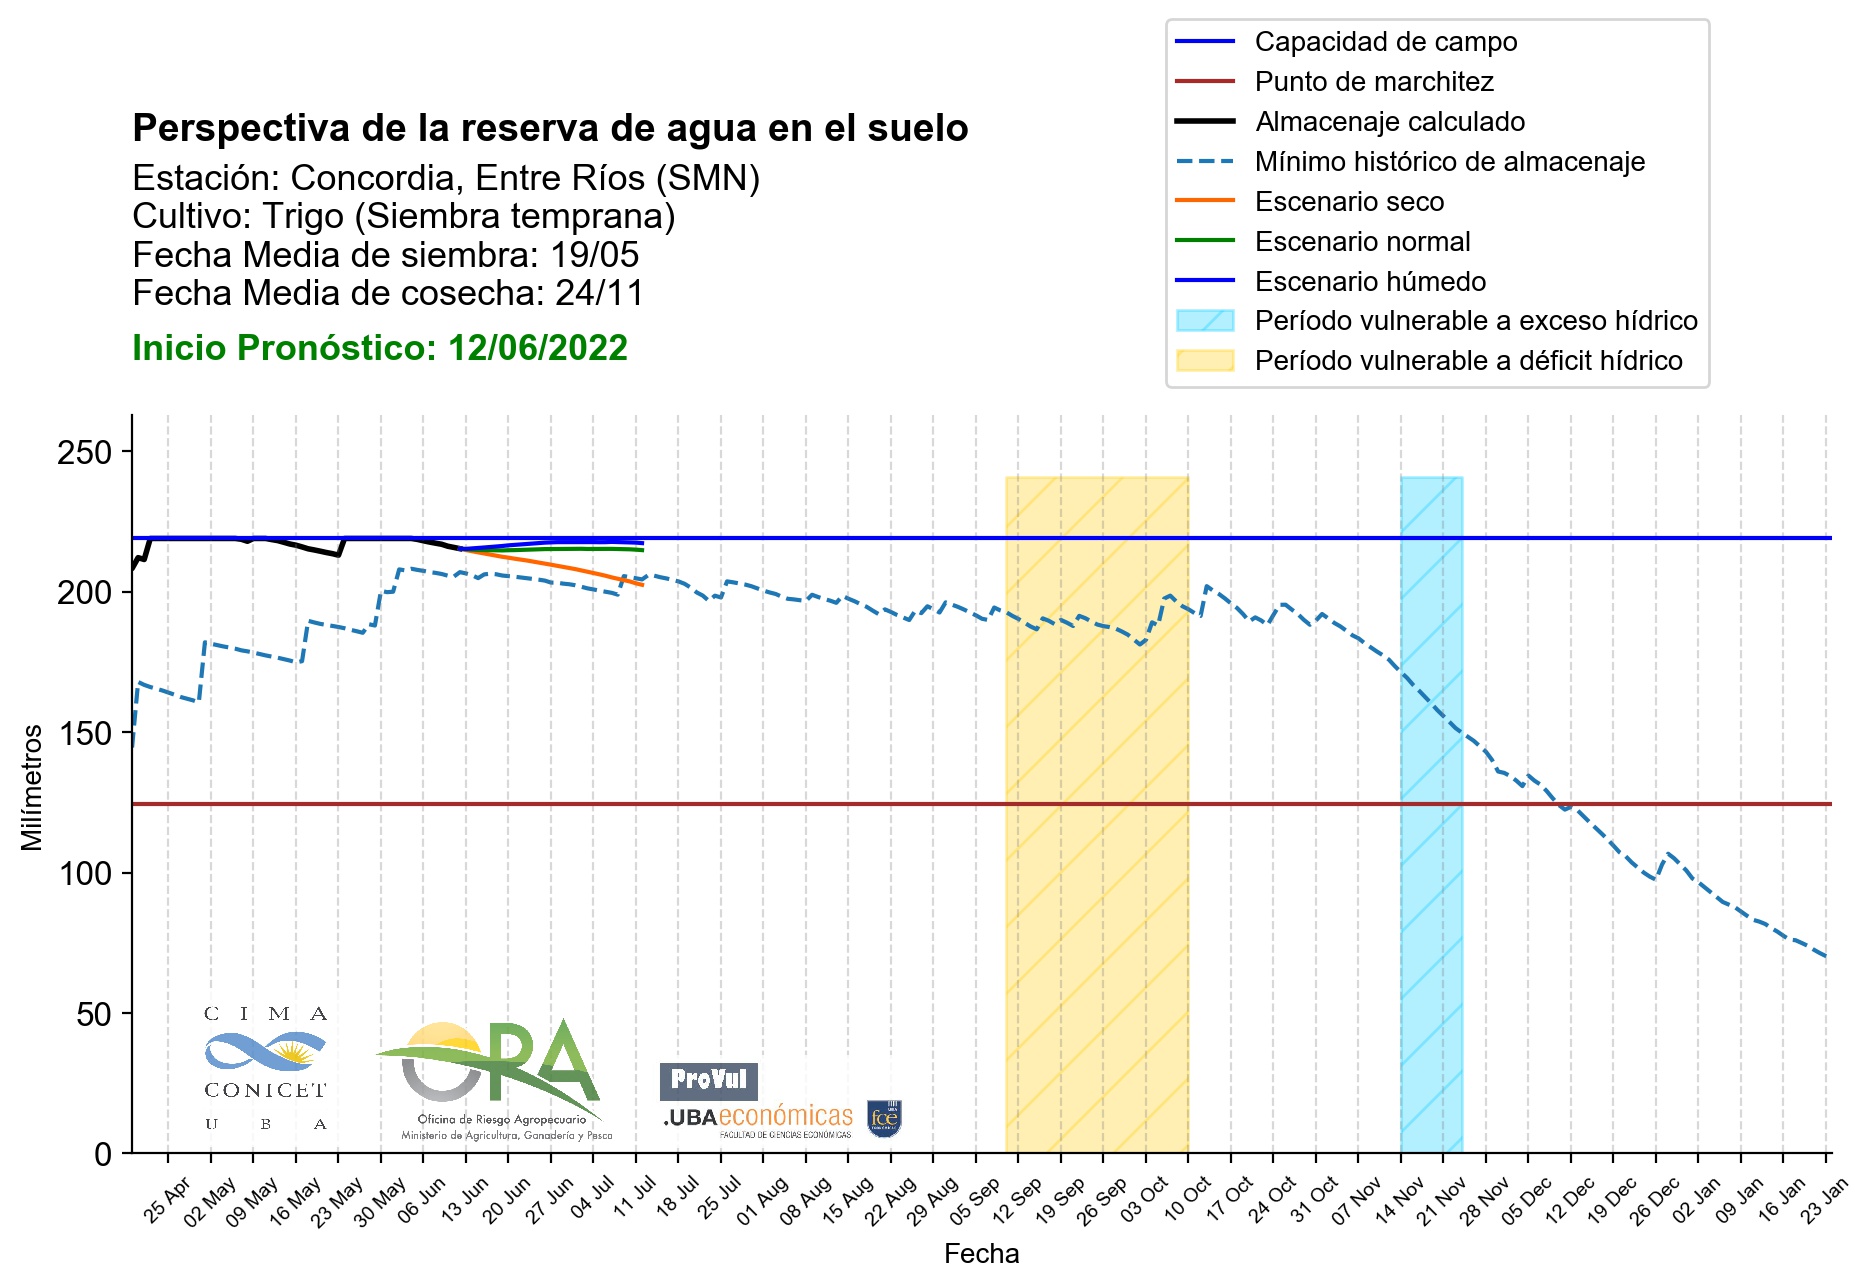 Capacidad de campo
Punto de marchitez
Almacenaje calculado
Mínimo histórico de almacenaje
Escenario seco
Escenario normal
Escenario húmedo
Período vulnerable a exceso hídrico
Período vulnerable a déficit hídrico
Perspectiva de la reserva de agua en el suelo
Estación: Concordia, Entre Ríos (SMN)
Cultivo: Trigo (Siembra temprana)
Fecha Media de siembra: 19/05
Fecha Media de cosecha: 24/11
Inicio Pronóstico: 12/06/2022
Milímetros
250
200
150
100
50
0
CIMA
CONICET
UBA
ORA
Oficina de Riesgo Agropecuario
Ministerio de Agricultura, Ganadería y Pesca
ProVul
.UBAeconómicas
FACULTAD DE CIENCIAS ECONÓMICAS
UBA
fce
25 Apr
02 May
09 May
16 May
23 May
30 May
06 Jun
13 Jun
20 Jun
27 Jun
04 Jul
11 Jul
18 Jul
25 Jul
01 Aug
08 Aug
15 Aug
22 Aug
29 Aug
05 Sep
12 Sep
19 Sep
26 Sep
03 Oct
10 Oct
17 Oct
24 Oct
31 Oct
07 Nov
14 Nov
21 Nov
28 Nov
05 Dec
12 Dec
19 Dec
26 Dec
02 Jan
09 Jan
16 Jan
23 Jan
Fecha